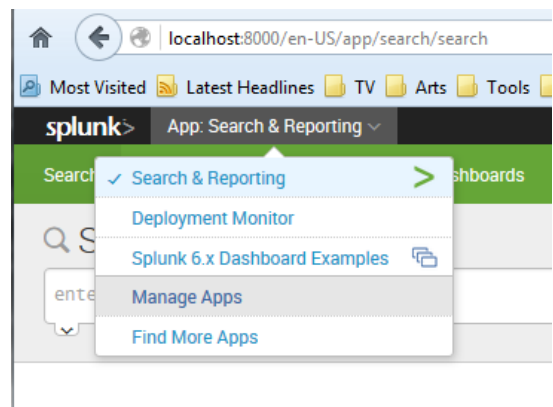 localhost:8000/en-US/app/search/search
Most Visited Latest Headlines TV Arts Tools
splunk> App: Search & Reporting
Search shboards
Search & Reporting
Deployment Monitor
S
Splunk 6.x Dashboard Examples
ente
Manage Apps
Find More Apps